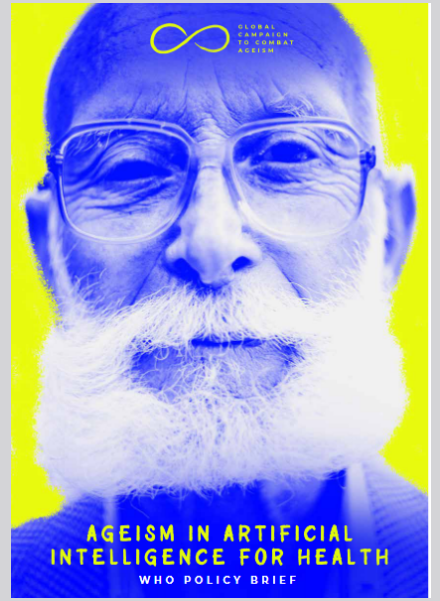 GLOBAL
CAMPAIGN
TO COMBAT
AGEISM
AGEISM IN ARTIFICIAL
INTELLIGENCE FOR HEALTH
WHO POLICY BRIEF